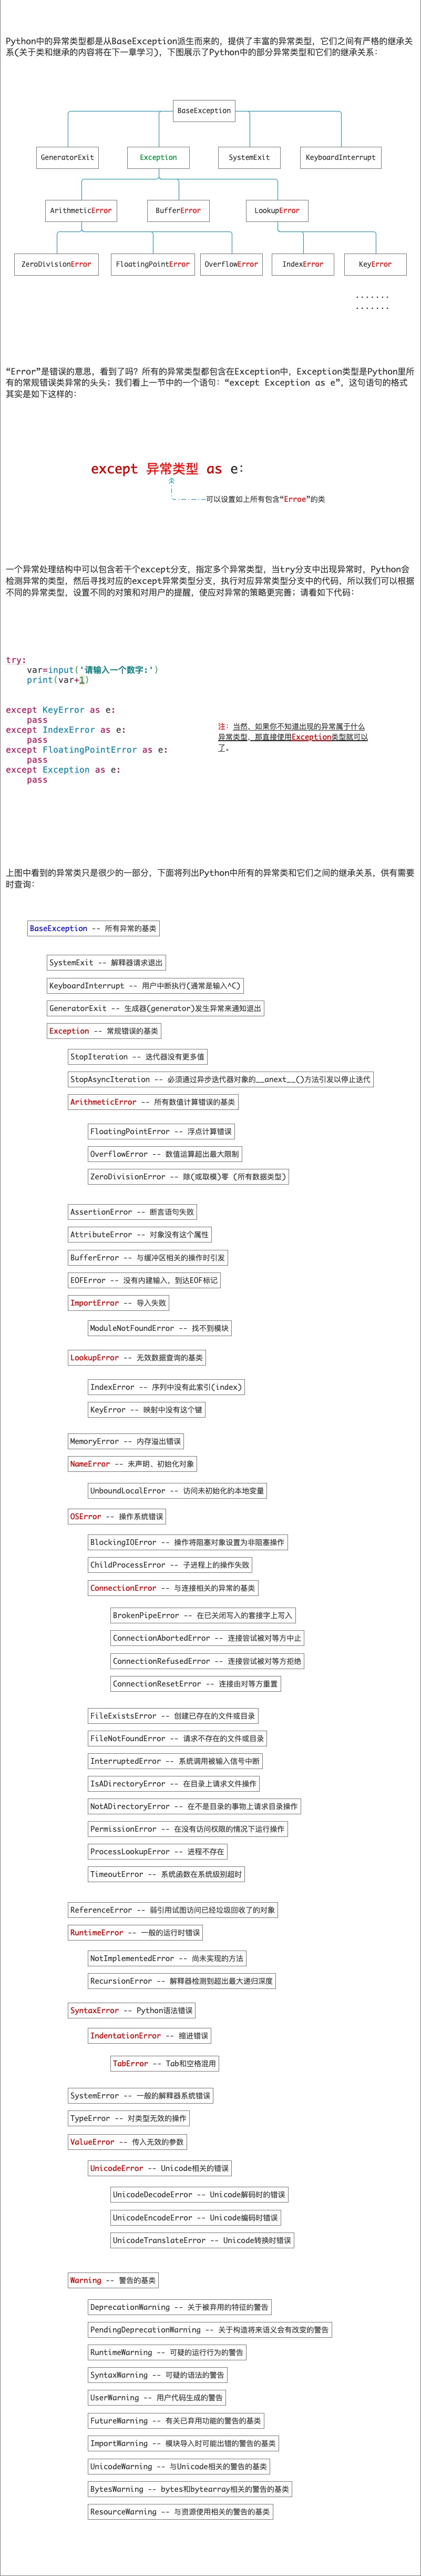 Python中的异常类型都是从BaseException派生而来的，提供了丰富的异常类型，它们之间有严格的继承关
系(关于类和继承的内容将在下一章学习)，下图展示了Python中的部分异常类型和它们的继承关系：
BaseException
GeneratorExit
Exception
SystemExit
KeyboardInterrupt
ArithmeticError
BufferError
LookupError
ZeroDivisionError
FloatingPointError
OverflowError
IndexError
KeyError
.......
.......
“Error”是错误的意思，看到了吗？所有的异常类型都包含在Exception中，Exception类型是Python里所
有的常规错误类异常的头头；我们看上一节中的一个语句：“except Exception as e”，这句语句的格式
其实是如下这样的：
except 异常类型 as e：
可以设置如上所有包含“Erroe”的类
一个异常处理结构中可以包含若干个except分支，指定多个异常类型，当try分支中出现异常时，Python会
检测异常的类型，然后寻找对应的except异常类型分支，执行对应异常类型分支中的代码，所以我们可以根据
不同的异常类型，设置不同的对策和对用户的提醒，使应对异常的策略更完善；请看如下代码：
try:
var=input('请输入一个数字:')
print(var+1)
except KeyError as e:
pass
except IndexError as e:
pass
except FloatingPointError as e:
pass
except Exception as e:
pass
注：当然，如果你不知道出现的异常属于什么
异常类型，那直接使用Exception类型就可以
了。
上图中看到的异常类只是很少的一部分，下面将列出Python中所有的异常类和它们之间的继承关系，供有需要
时查询：
BaseException -- 所有异常的基类
SystemExit -- 解释器请求退出
KeyboardInterrupt -- 用户中断执行(通常是输入^C)
GeneratorExit -- 生成器(generator)发生异常来通知退出
Exception -- 常规错误的基类
StopIteration -- 迭代器没有更多值
StopAsyncIteration -- 必须通过异步迭代器对象的__anext__()方法引发以停止迭代
ArithmeticError -- 所有数值计算错误的基类
FloatingPointError -- 浮点计算错误
OverflowError -- 数值运算超出最大限制
ZeroDivisionError -- 除(或取模)零 (所有数据类型)
AssertionError -- 断言语句失败
AttributeError -- 对象没有这个属性
BufferError -- 与缓冲区相关的操作时引发
EOFError -- 没有内建输入，到达EOF标记
ImportError -- 导入失败
ModuleNotFoundError -- 找不到模块
LookupError -- 无效数据查询的基类
IndexError -- 序列中没有此索引(index)
KeyError -- 映射中没有这个键
MemoryError -- 内存溢出错误
NameError -- 未声明、初始化对象
UnboundLocalError -- 访问未初始化的本地变量
OSError -- 操作系统错误
BlockingIOError -- 操作将阻塞对象设置为非阻塞操作
ChildProcessError -- 子进程上的操作失败
ConnectionError -- 与连接相关的异常的基类
BrokenPipeError -- 在已关闭写入的套接字上写入
ConnectionAbortedError -- 连接尝试被对等方中止
ConnectionRefusedError -- 连接尝试被对等方拒绝
ConnectionResetError -- 连接由对等方重置
FileExistsError -- 创建已存在的文件或目录
FileNotFoundError -- 请求不存在的文件或目录
InterruptedError -- 系统调用被输入信号中断
IsADirectoryError -- 在目录上请求文件操作
NotADirectoryError -- 在不是目录的事物上请求目录操作
PermissionError -- 在没有访问权限的情况下运行操作
ProcessLookupError -- 进程不存在
TimeoutError -- 系统函数在系统级别超时
ReferenceError -- 弱引用试图访问已经垃圾回收了的对象
RuntimeError -- 一般的运行时错误
NotImplementedError -- 尚未实现的方法
RecursionError -- 解释器检测到超出最大递归深度
SyntaxError -- Python语法错误
IndentationError -- 缩进错误
TabError -- Tab和空格混用
SystemError -- 一般的解释器系统错误
TypeError -- 对类型无效的操作
ValueError -- 传入无效的参数
UnicodeError -- Unicode相关的错误
UnicodeDecodeError -- Unicode解码时的错误
UnicodeEncodeError -- Unicode编码时错误
UnicodeTranslateError -- Unicode转换时错误
Warning -- 警告的基类
DeprecationWarning -- 关于被弃用的特征的警告
PendingDeprecationWarning -- 关于构造将来语义会有改变的警告
RuntimeWarning -- 可疑的运行行为的警告
SyntaxWarning -- 可疑的语法的警告
UserWarning -- 用户代码生成的警告
FutureWarning -- 有关已弃用功能的警告的基类
ImportWarning -- 模块导入时可能出错的警告的基类
UnicodeWarning -- 与Unicode相关的警告的基类
BytesWarning -- bytes和bytearray相关的警告的基类
ResourceWarning -- 与资源使用相关的警告的基类